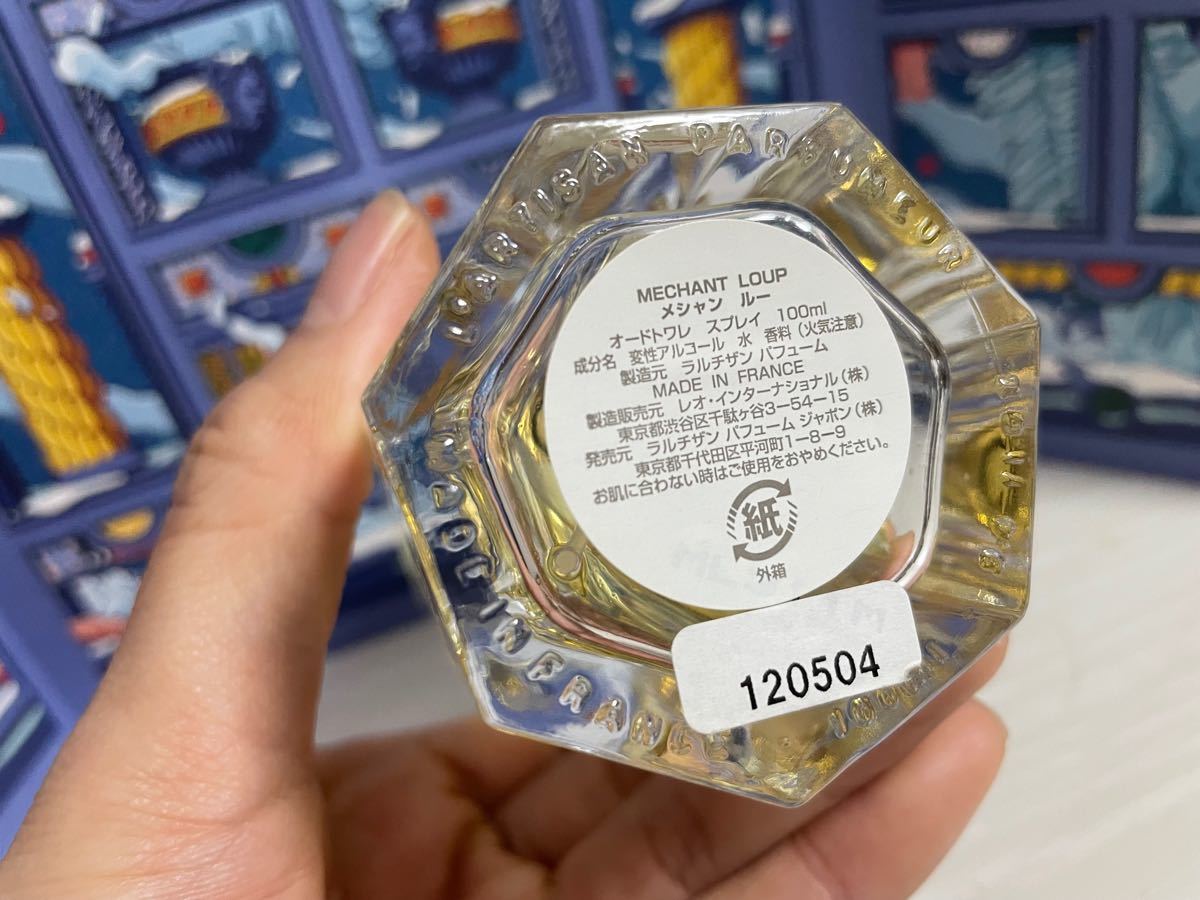 MECHANT LOUP
メシャン ルー
オードトワレ スプレイ 100ml
成分名 変性アルコール 水 香料（火気注意）
製造元 ラルチザン パフューム
MADE IN FRANCE
製造販売元 レオ・インターナショナル（株）
東京都渋谷区千駄ヶ谷3-54-15
発売元 ラルチザン パフューム ジャポン（株）
東京都千代田区平河町1-8-9
お肌に合わない時はご使用をおやめください。
紙
外箱
120504
L'ARTISAN PARFUMEUR
IN FRANCE